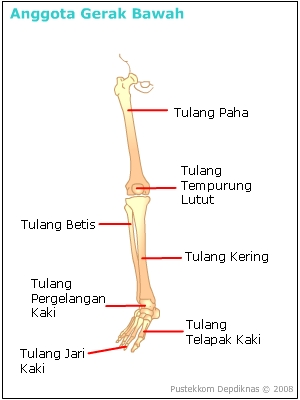 Anggota Gerak Bawah
Tulang Paha
Tulang
Tempurung
Lutut
Tulang Betis
Tulang Kering
Tulang
Pergelangan
Kaki
Tulang
Telapak Kaki
Tulang Jari
Kaki
Pustekkom Depdiknas © 2008